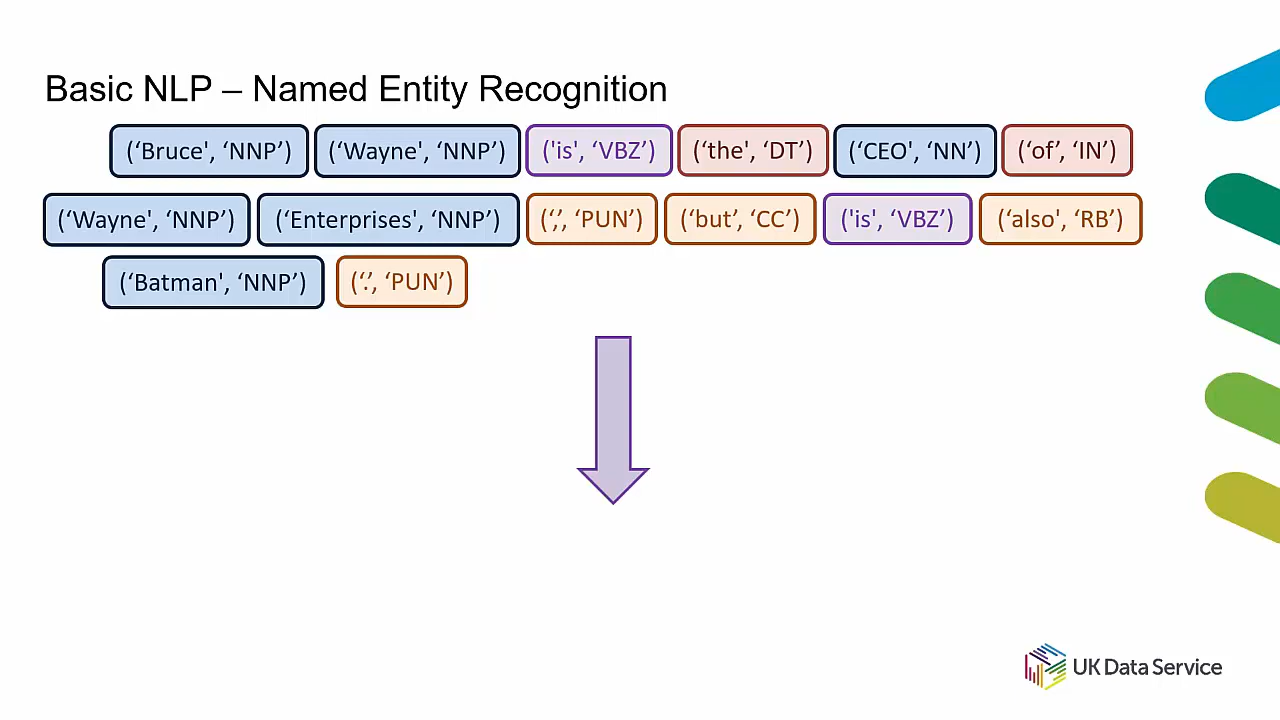 Basic NLP – Named Entity Recognition
(‘Bruce', ‘NNP’) (‘Wayne', ‘NNP’) ('is', ‘VBZ’) (‘the', ‘DT’) (‘CEO', ‘NN’) (‘of’, ‘IN’)
(‘Wayne', ‘NNP’) (‘Enterprises', ‘NNP’) (‘,’, ‘PUN’) (‘but’, ‘CC’) ('is', ‘VBZ’) (‘also', ‘RB’)
(‘Batman', ‘NNP’) (‘.’, ‘PUN’)
UK Data Service